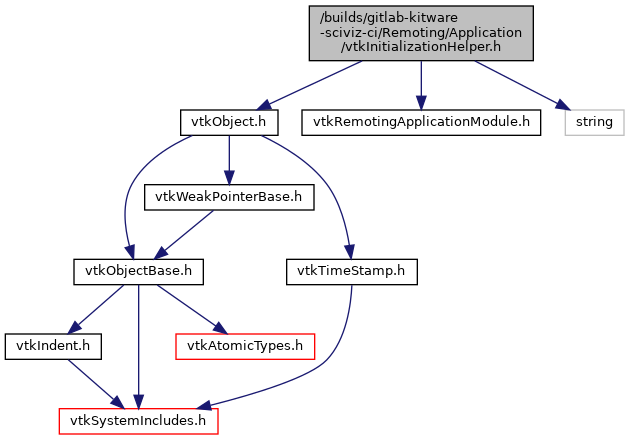 /builds/gitlab-kitware
-sciviz-ci/Remoting/Application
/vtkInitializationHelper.h
vtkObject.h
vtkRemotingApplicationModule.h
string
vtkWeakPointerBase.h
vtkObjectBase.h
vtkTimeStamp.h
vtkIndent.h
vtkAtomicTypes.h
vtkSystemIncludes.h